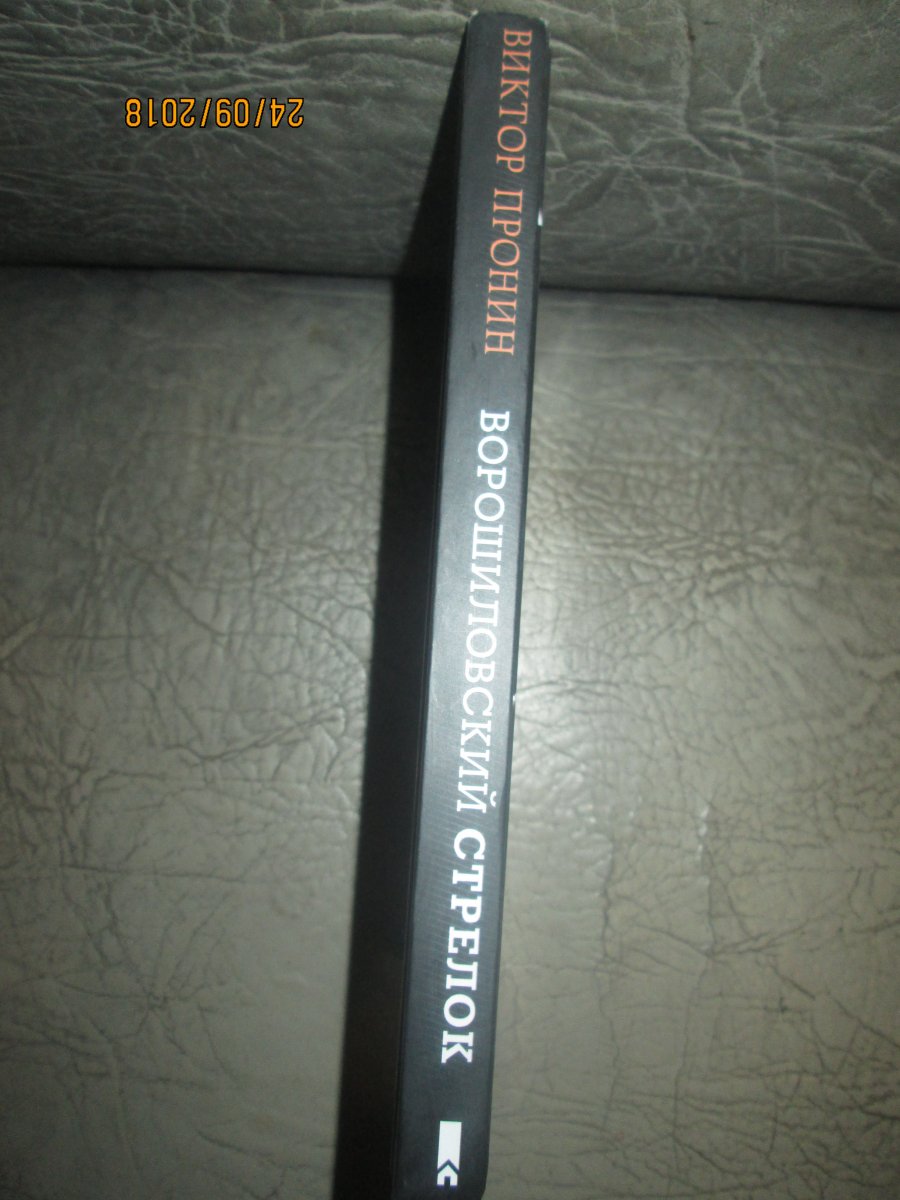 24/09/2018
ВИКТОР ПРОНИН
ВОРОШИЛОВСКИЙ СТРЕЛОК